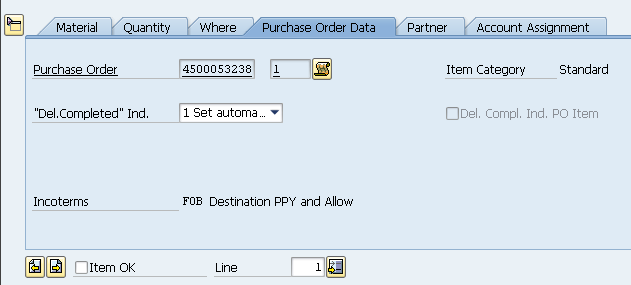 Material Quantity Where Purchase Order Data Partner Account Assignment
Purchase Order 4500053238 1 Item Category Standard
"Del.Completed" Ind. 1 Set automa... Del. Compl. Ind. PO Item
Incoterms FOB Destination PPY and Allow
Item OK Line 1